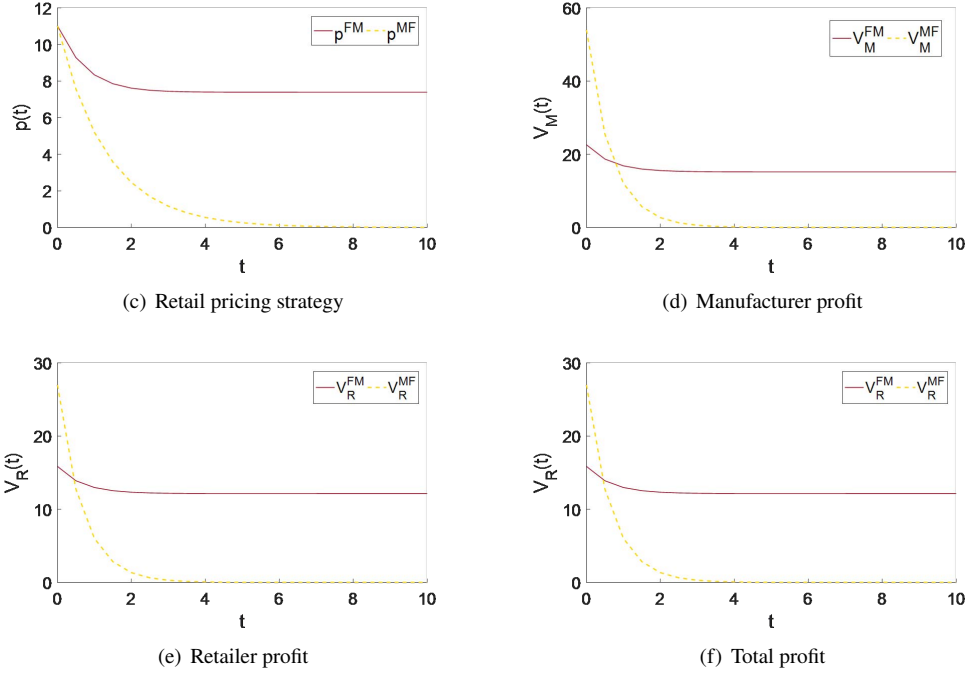 12
10
8
6
4
2
0
p(t)
p^FM p^MF
0 2 4 6 8 10
t
(c) Retail pricing strategy
60
40
20
0
V_M(t)
V_M^FM V_M^MF
0 2 4 6 8 10
t
(d) Manufacturer profit
30
20
10
0
V_R(t)
V_R^FM V_R^MF
0 2 4 6 8 10
t
(e) Retailer profit
30
20
10
0
V_R(t)
V_R^FM V_R^MF
0 2 4 6 8 10
t
(f) Total profit